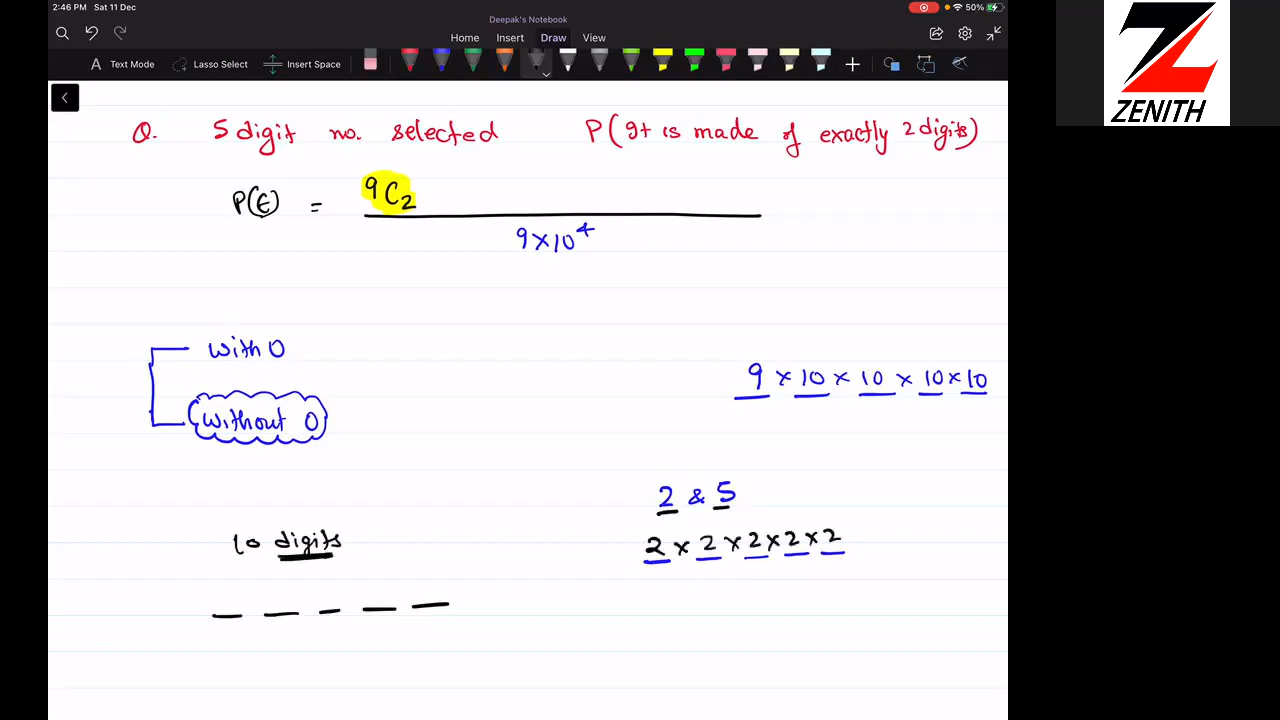 2:46 PM Sat 11 Dec
50%
Deepak's Notebook
Home Insert Draw View
Text Mode Lasso Select Insert Space
ZENITH
Q. 5 digit no. selected P(It is made of exactly 2 digits)
P(E) = ⁹C₂
9×10⁴
With 0
9 × 10 × 10 × 10 × 10
Without 0
2 & 5
10 digits
2 × 2 × 2 × 2 × 2